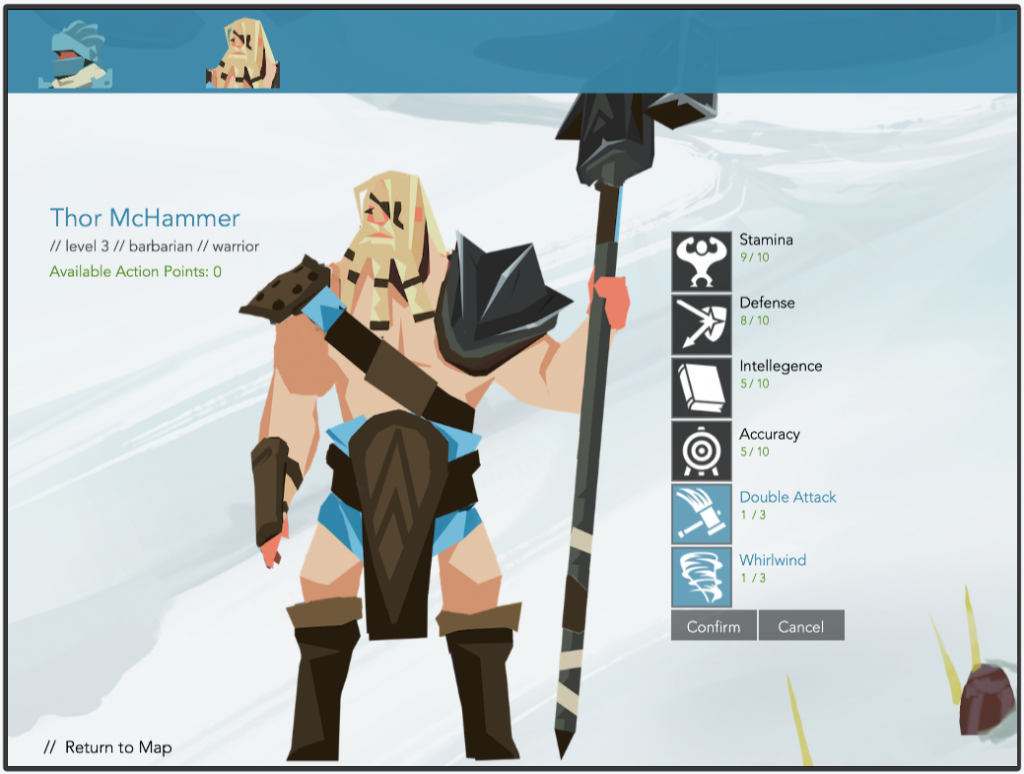 Thor McHammer
// level 3 // barbarian // warrior
Available Action Points: 0
Stamina
9 / 10
Defense
8 / 10
Intellegence
5 / 10
Accuracy
5 / 10
Double Attack
1 / 3
Whirlwind
1 / 3
Confirm
Cancel
// Return to Map